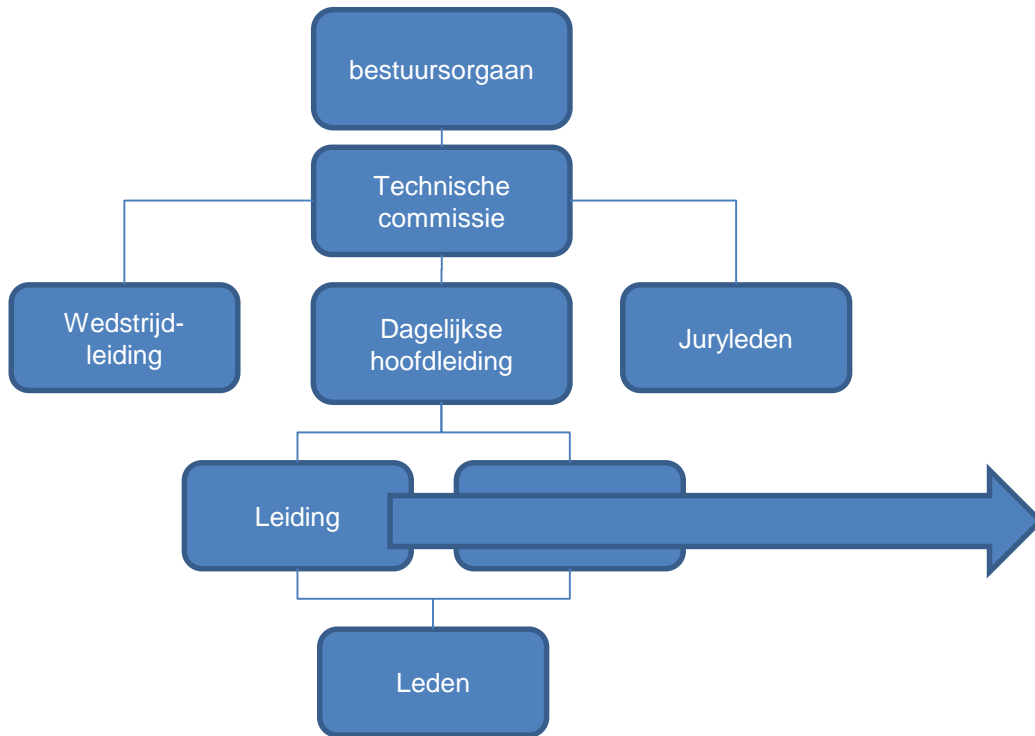 bestuursorgaan
Technische
commissie
Wedstrijd-
leiding
Dagelijkse
hoofdleiding
Juryleden
Leiding
Leden